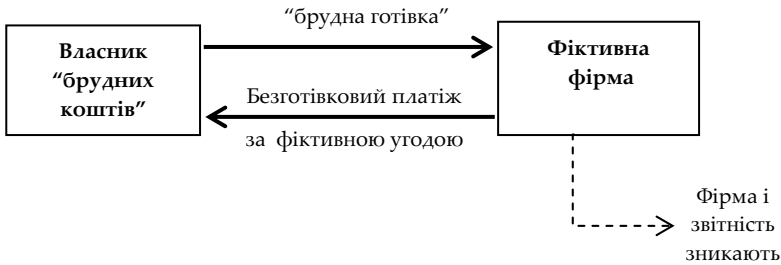 “брудна готівка”
Власник
“брудних
коштів”
Фіктивна
фірма
Безготівковий платіж
за фіктивною угодою
Фірма і
звітність
зникають